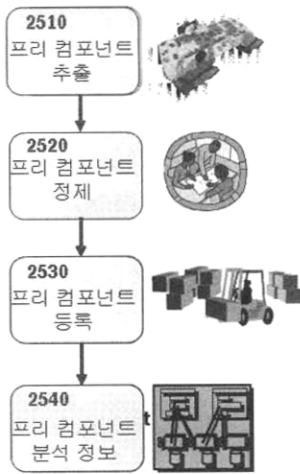 2510
프리 컴포넌트
추출
2520
프리 컴포넌트
정제
2530
프리 컴포넌트
등록
2540
프리 컴포넌트
분석 정보
t